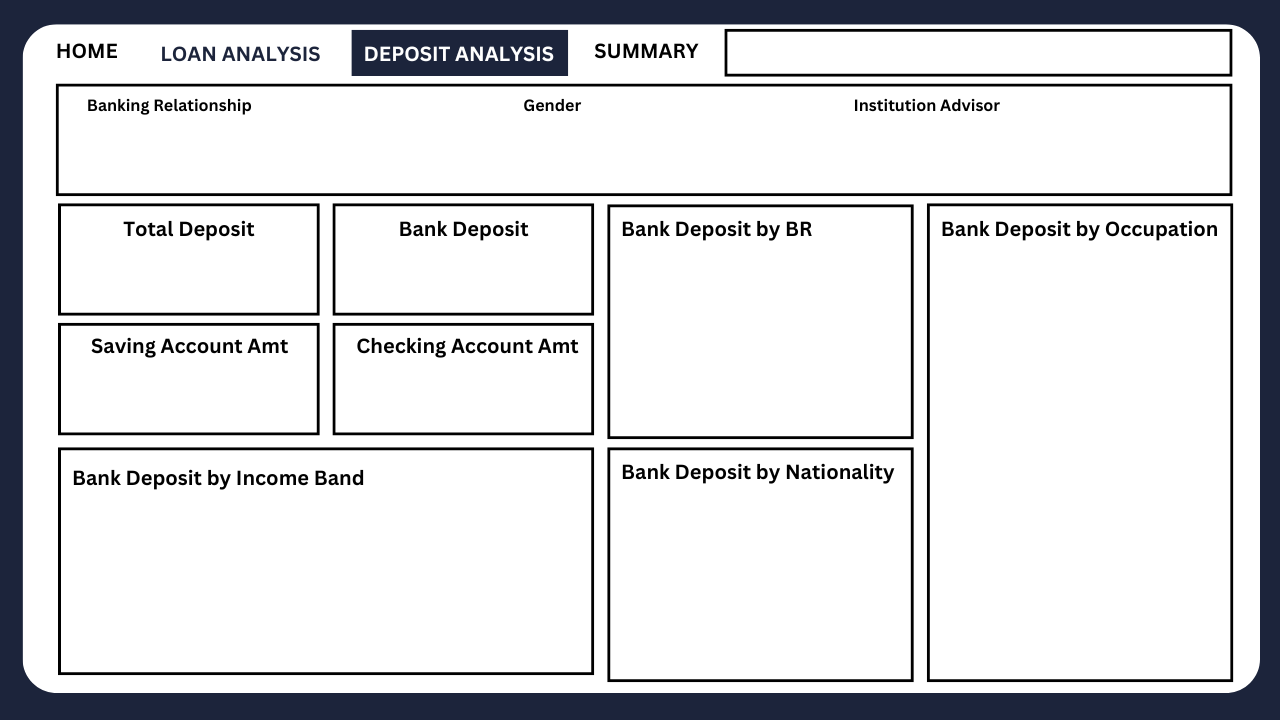 HOME
LOAN ANALYSIS
DEPOSIT ANALYSIS
SUMMARY
Banking Relationship
Gender
Institution Advisor
Total Deposit
Bank Deposit
Bank Deposit by BR
Bank Deposit by Occupation
Saving Account Amt
Checking Account Amt
Bank Deposit by Income Band
Bank Deposit by Nationality